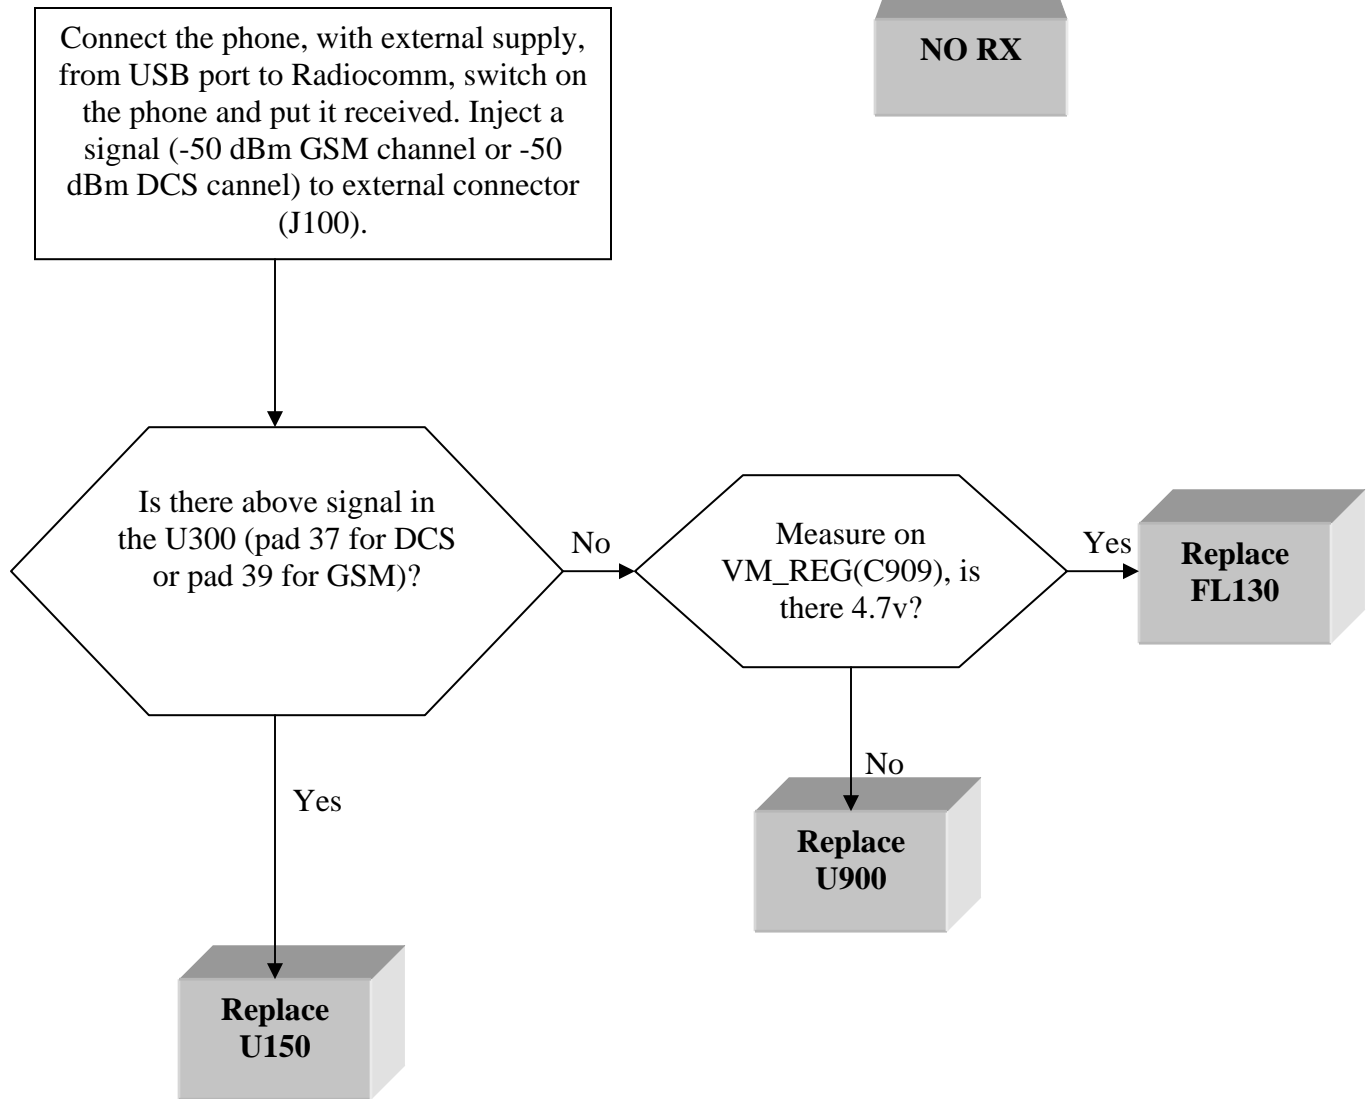 Connect the phone, with external supply,
from USB port to Radiocomm, switch on
the phone and put it received. Inject a
signal (-50 dBm GSM channel or -50
dBm DCS cannel) to external connector
(J100).
NO RX
Is there above signal in
the U300 (pad 37 for DCS
or pad 39 for GSM)?
No
Measure on
VM_REG(C909), is
there 4.7v?
Yes
Replace
FL130
No
Replace
U900
Yes
Replace
U150